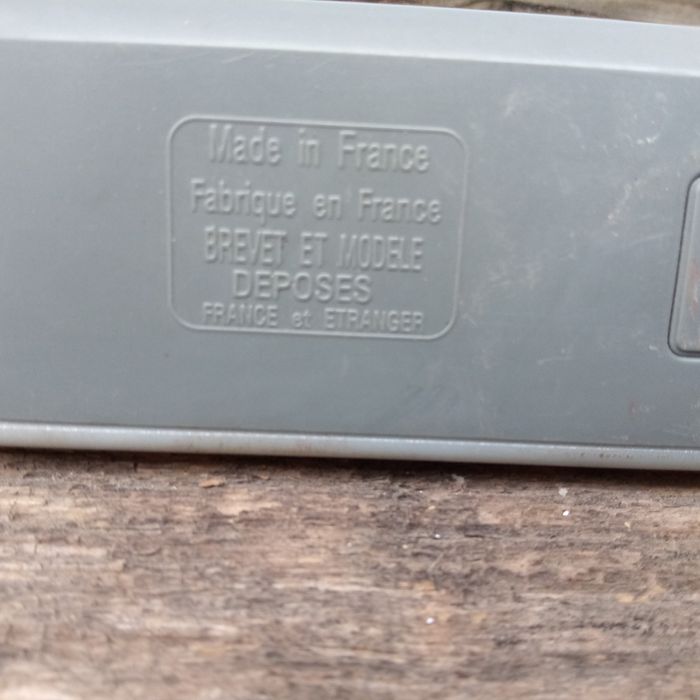 Made in France
Fabrique en France
BREVET ET MODELE
DEPOSES
FRANCE et ETRANGER